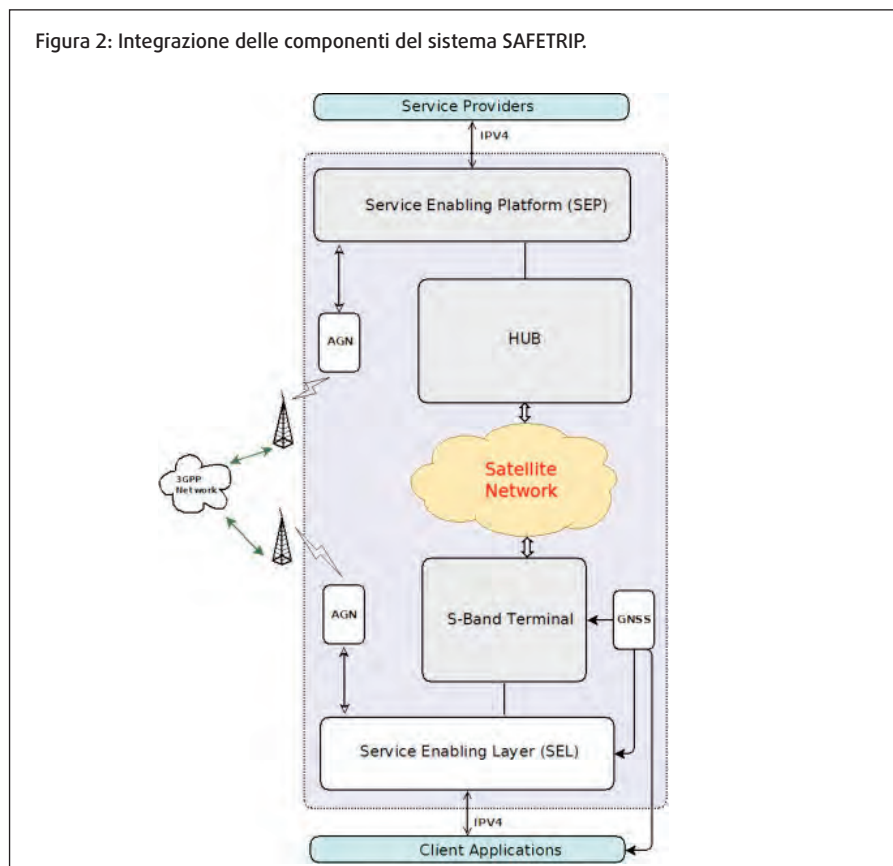 Figura 2: Integrazione delle componenti del sistema SAFETRIP.
Service Providers
IPV4
Service Enabling Platform (SEP)
AGN
HUB
3GPP
Network
Satellite
Network
AGN
S-Band Terminal
GNSS
Service Enabling Layer (SEL)
IPV4
Client Applications